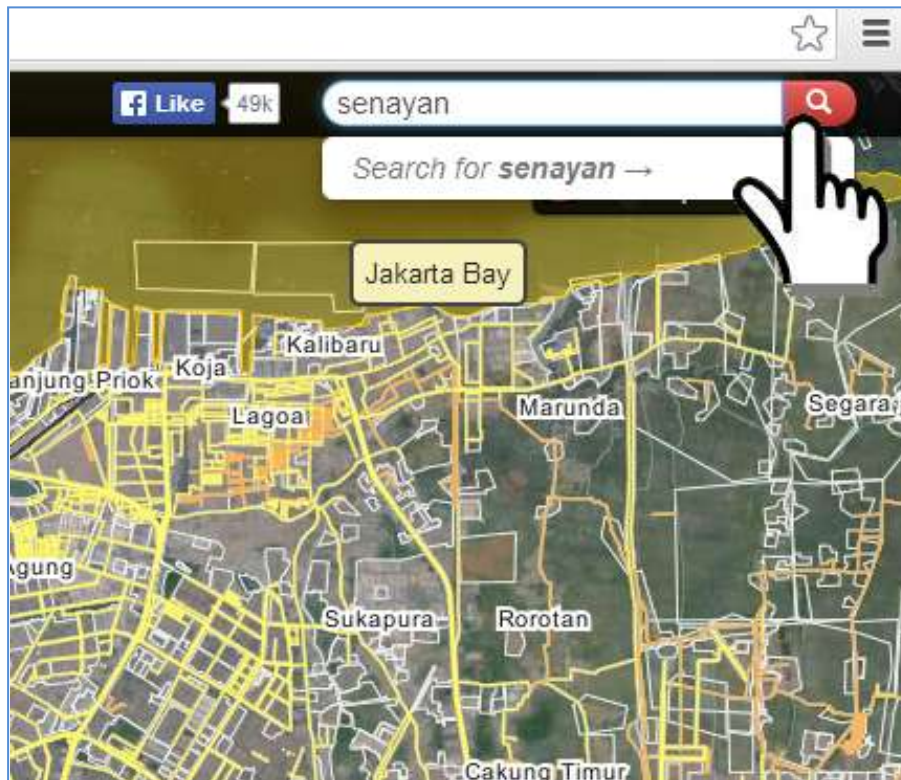 Like 49k senayan
Search for senayan →
Jakarta Bay
Kalibaru
anjung Priok Koja
Lagoa Marunda Segara
Agung
Sukapura Rorotan
Cakung Timur